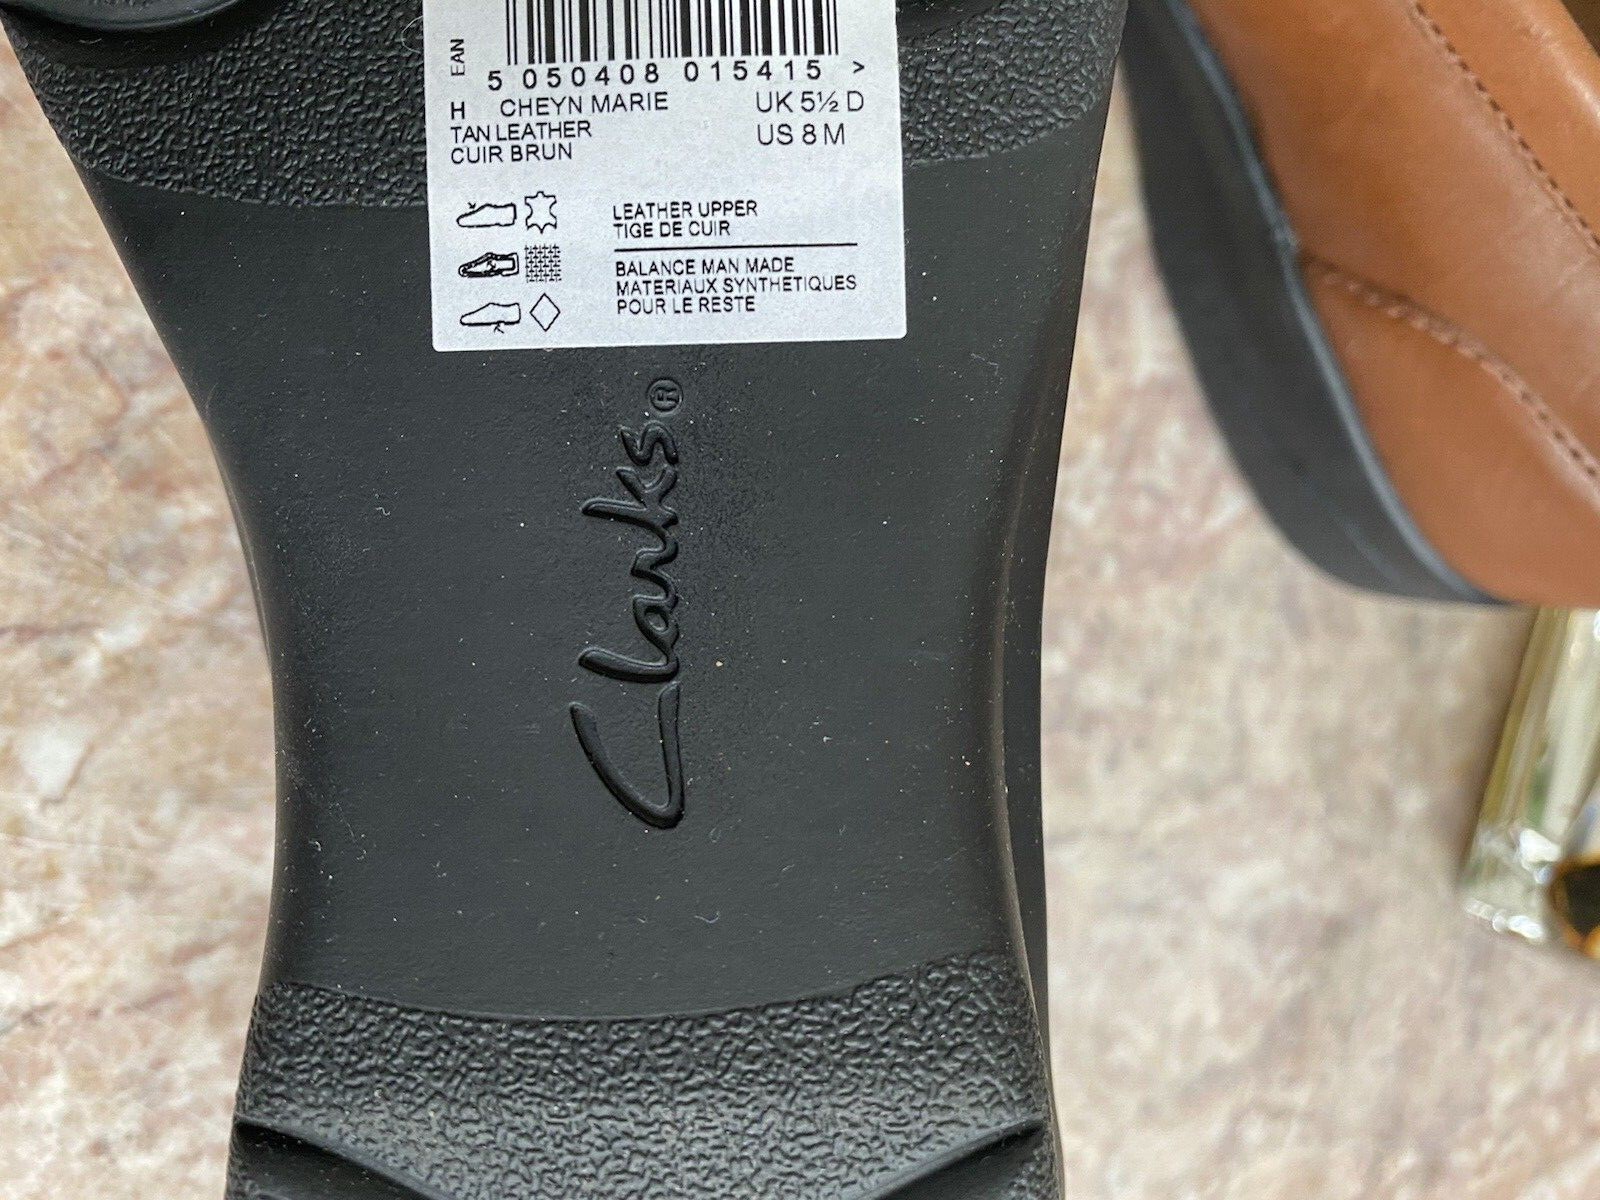 EAN
5 050408 015415 >
H CHEYN MARIE UK 5½ D
TAN LEATHER US 8 M
CUIR BRUN
LEATHER UPPER
TIGE DE CUIR
BALANCE MAN MADE
MATERIAUX SYNTHETIQUES
POUR LE RESTE
Clarks®